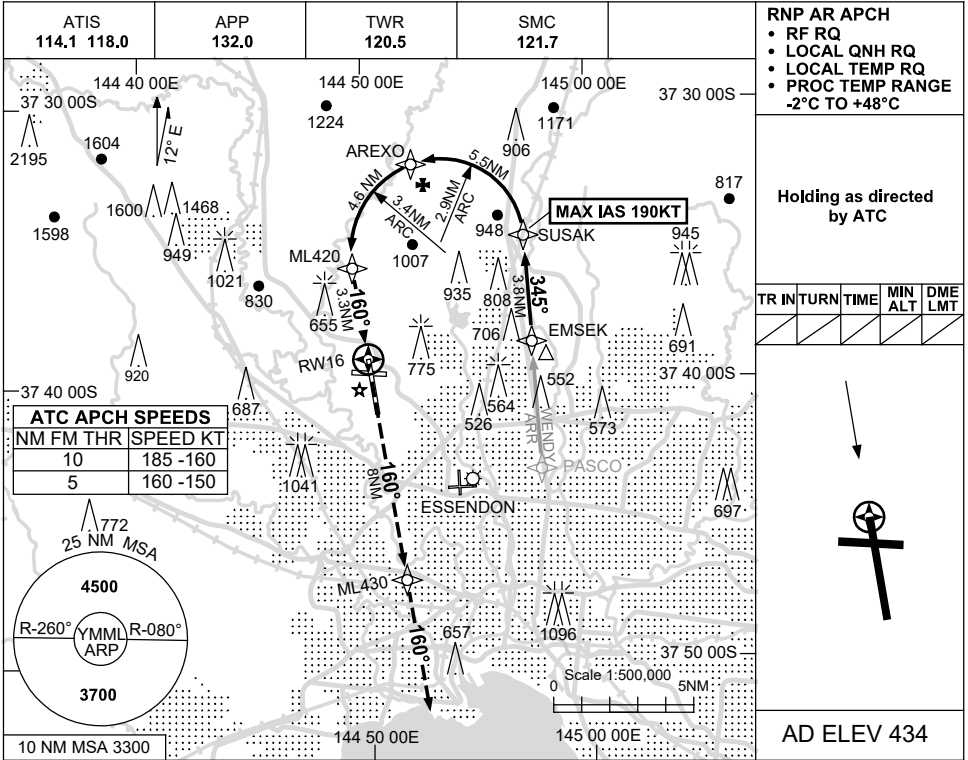 ATIS
114.1 118.0
APP
132.0
TWR
120.5
SMC
121.7
RNP AR APCH
• RF RQ
• LOCAL QNH RQ
• LOCAL TEMP RQ
• PROC TEMP RANGE
-2°C TO +48°C
Holding as directed
by ATC
TR IN
TURN
TIME
MIN
ALT
DME
LMT
AD ELEV 434
144 40 00E
144 50 00E
145 00 00E
37 30 00S
37 30 00S
12° E
2195
1604
1224
1171
906
817
AREXO
5.5NM
4.6 NM
3.4NM
ARC
2.9NM
ARC
MAX IAS 190KT
SUSAK
1600
1468
1598
949
1021
830
948
945
1007
ML420
935
808
345°
3.8NM
655
160°
3.3NM
706
EMSEK
691
RW16
775
920
37 40 00S
37 40 00S
687
552
564
526
573
WENDY
ARR
PASCO
ATC APCH SPEEDS
NM FM THR
SPEED KT
10
185 -160
5
160 -150
1041
160°
8NM
ESSENDON
697
772
25 NM MSA
4500
R-260°
YMML
ARP
R-080°
3700
ML430
160°
657
1096
37 50 00S
Scale 1:500,000
0
5NM
10 NM MSA 3300
144 50 00E
145 00 00E